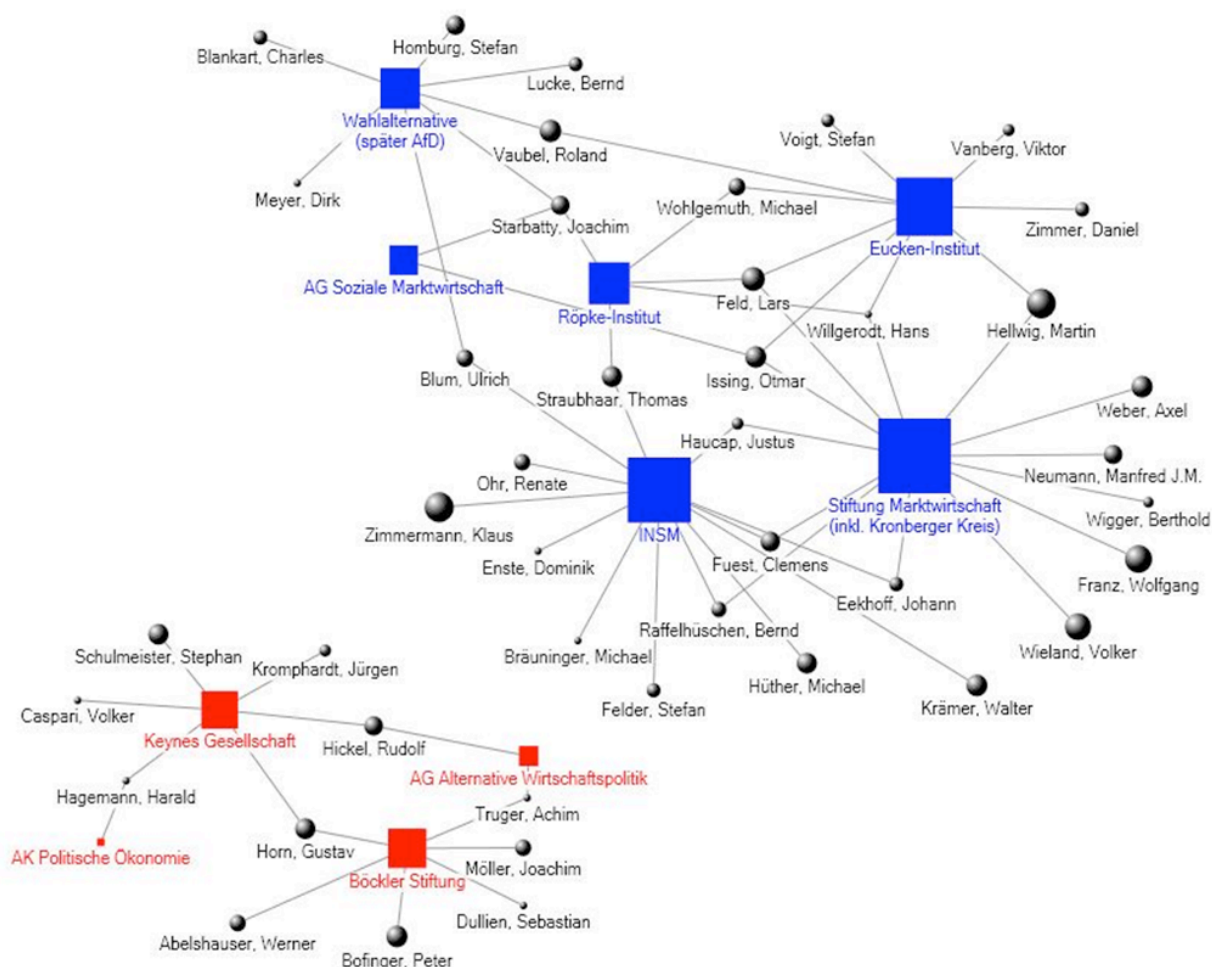 Homburg, Stefan
Blankart, Charles
Lucke, Bernd
Wahlalternative
(später AfD)
Voigt, Stefan
Vanberg, Viktor
Vaubel, Roland
Meyer, Dirk
Wohlgemuth, Michael
Starbatty, Joachim
Zimmer, Daniel
Eucken-Institut
AG Soziale Marktwirtschaft
Feld, Lars
Röpke-Institut
Willgerodt, Hans
Hellwig, Martin
Blum, Ulrich
Issing, Otmar
Straubhaar, Thomas
Weber, Axel
Haucap, Justus
Neumann, Manfred J.M.
Ohr, Renate
Stiftung Marktwirtschaft
(inkl. Kronberger Kreis)
Wigger, Berthold
Zimmermann, Klaus
INSM
Enste, Dominik
Fuest, Clemens
Franz, Wolfgang
Eekhoff, Johann
Raffelhüschen, Bernd
Bräuninger, Michael
Wieland, Volker
Schulmeister, Stephan
Kromphardt, Jürgen
Hüther, Michael
Felder, Stefan
Krämer, Walter
Caspari, Volker
Keynes Gesellschaft
Hickel, Rudolf
AG Alternative Wirtschaftspolitik
Hagemann, Harald
Truger, Achim
AK Politische Ökonomie
Horn, Gustav
Möller, Joachim
Böckler Stiftung
Dullien, Sebastian
Abelshauser, Werner
Bofinger, Peter